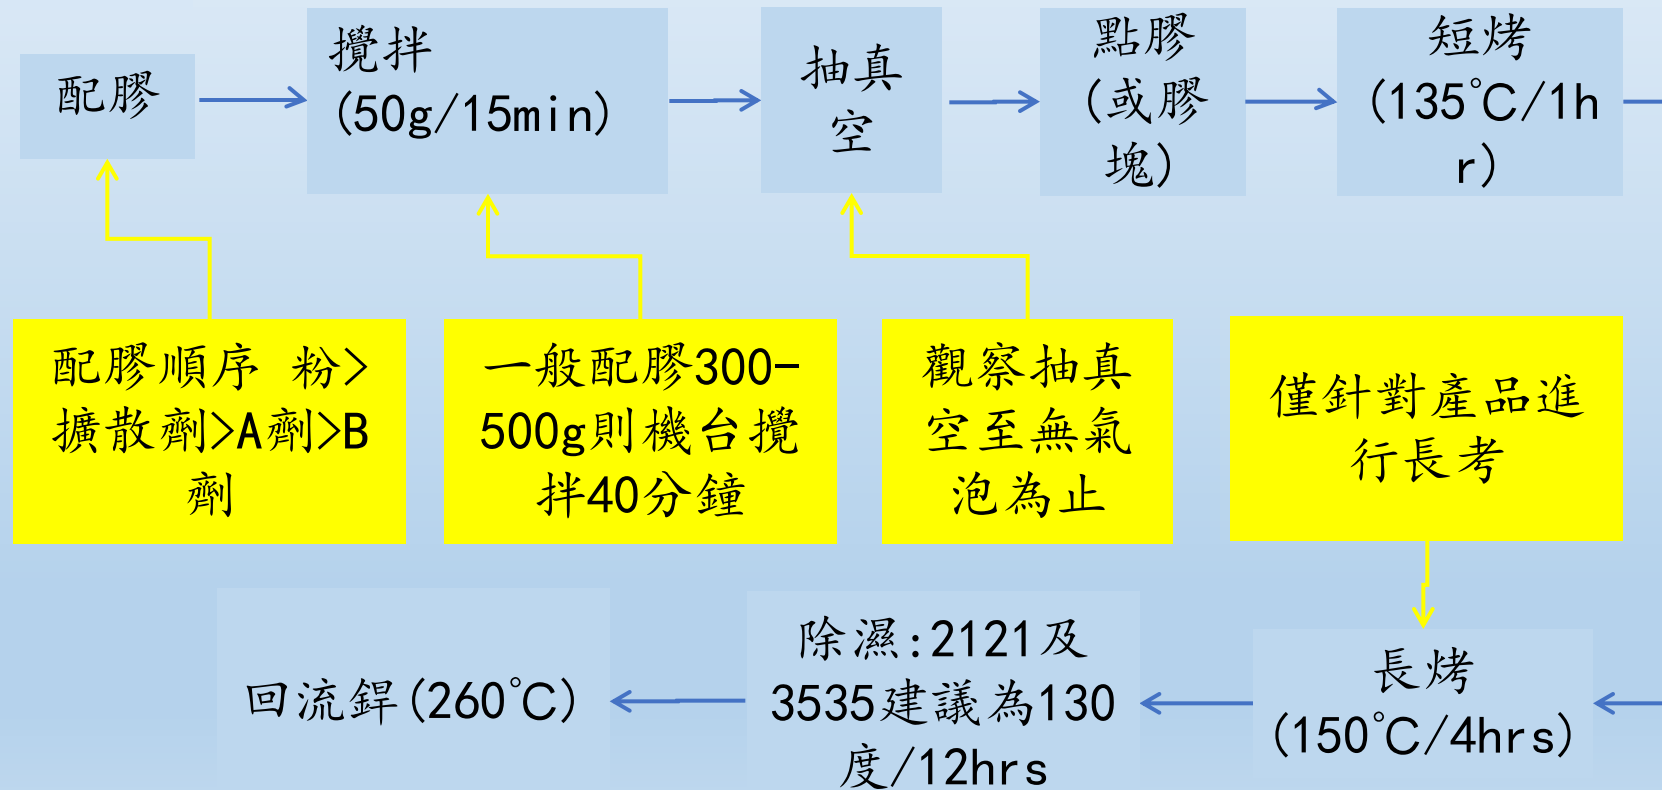 配膠
攪拌
(50g/15min)
抽真
空
點膠
(或膠
塊)
短烤
(135℃/1h
r)
配膠順序 粉>
擴散劑>A劑>B
劑
一般配膠300-
500g則機台攪
拌40分鐘
觀察抽真
空至無氣
泡為止
僅針對產品進
行長考
長烤
(150℃/4hrs)
除濕:2121及
3535建議為130
度/12hrs
回流銲(260℃)